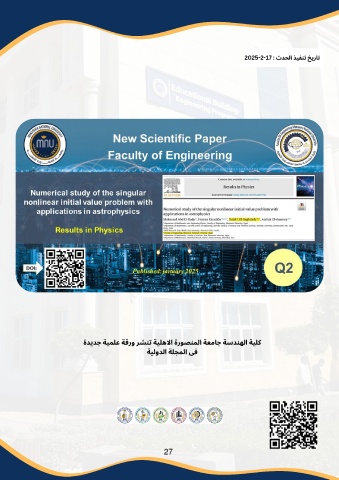 تاريخ تنفيذ الحدث : 17-2-2025
MNU
New Scientific Paper
Faculty of Engineering
Numerical study of the singular
nonlinear initial value problem with
applications in astrophysics
Results in Physics
Results in Physics
Numerical study of the singular nonlinear initial value problem with
applications in astrophysics
DOI:
Published: january 2025
Q2
كلية الهندسة جامعة المنصورة الاهلية تنشر ورقة علمية جديدة
فى المجلة الدولية
27